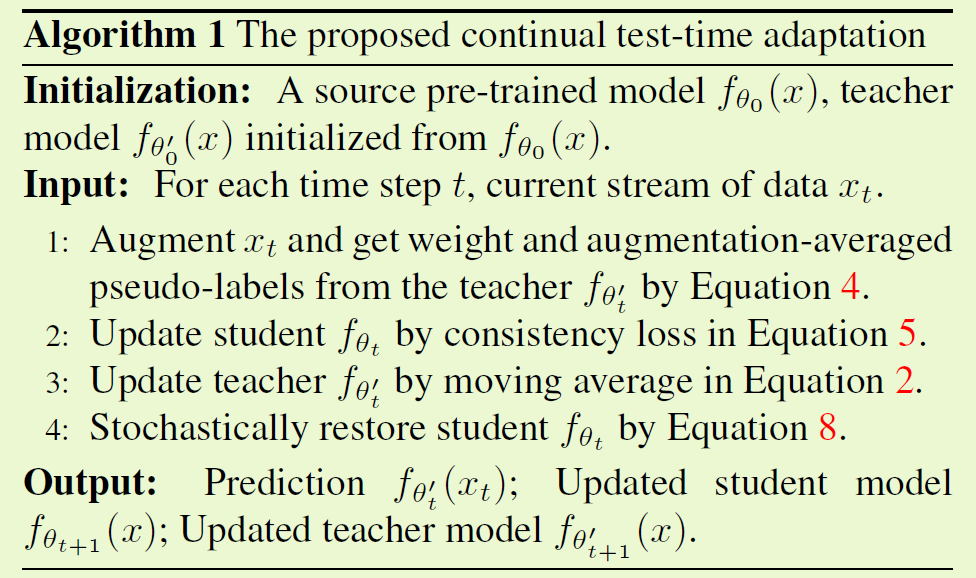 Algorithm 1 The proposed continual test-time adaptation
Initialization: A source pre-trained model $f_{\theta_0}(x)$, teacher
model $f_{\theta'_0}(x)$ initialized from $f_{\theta_0}(x)$.
Input: For each time step $t$, current stream of data $x_t$.
1: Augment $x_t$ and get weight and augmentation-averaged
pseudo-labels from the teacher $f_{\theta'_t}$ by Equation 4.
2: Update student $f_{\theta_t}$ by consistency loss in Equation 5.
3: Update teacher $f_{\theta'_t}$ by moving average in Equation 2.
4: Stochastically restore student $f_{\theta_t}$ by Equation 8.
Output: Prediction $f_{\theta'_t}(x_t)$; Updated student model
$f_{\theta_{t+1}}(x)$; Updated teacher model $f_{\theta'_{t+1}}(x)$.